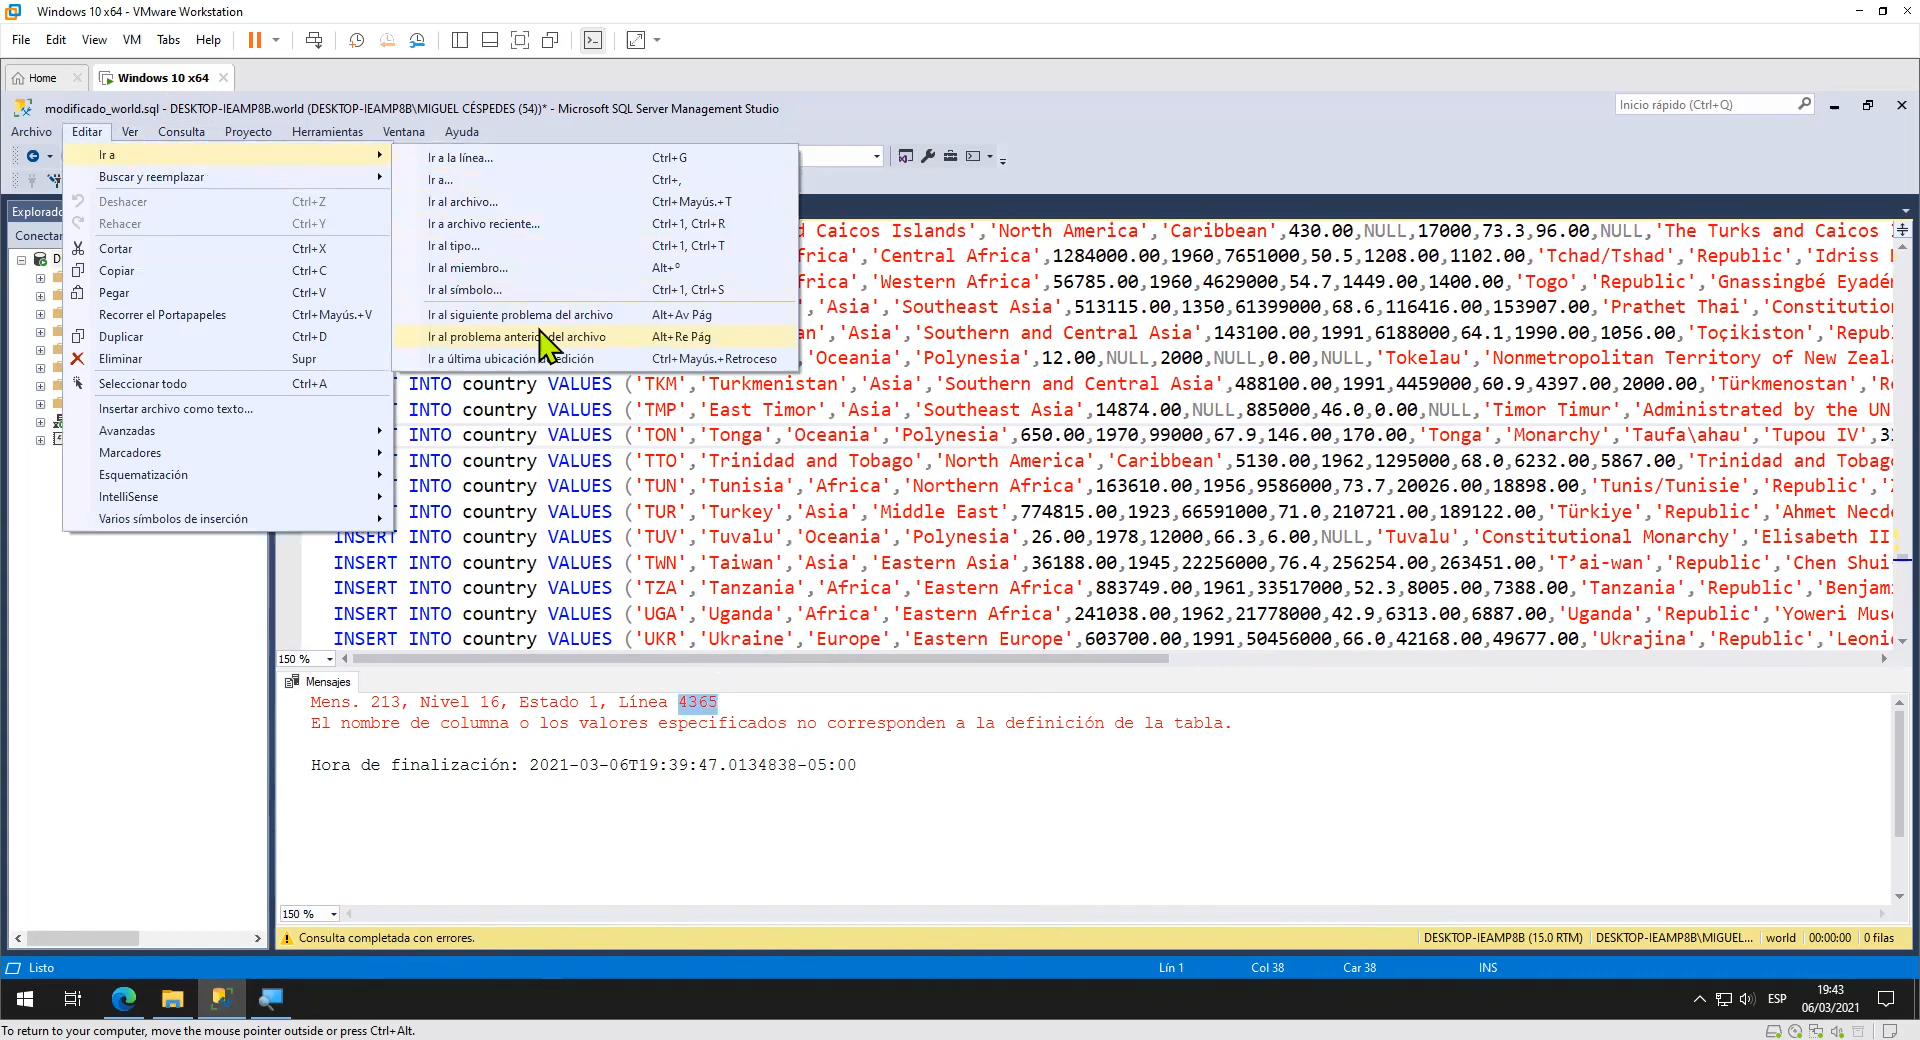 Windows 10 x64 - VMware Workstation
File Edit View VM Tabs Help
Home Windows 10 x64
modificado_world.sql - DESKTOP-IEAMP8B.world (DESKTOP-IEAMP8B\MIGUEL CÉSPEDES (54))* - Microsoft SQL Server Management Studio
Inicio rápido (Ctrl+Q)
Archivo Editar Ver Consulta Proyecto Herramientas Ventana Ayuda
Ir a
Buscar y reemplazar
Deshacer Ctrl+Z
Rehacer Ctrl+Y
Cortar Ctrl+X
Copiar Ctrl+C
Pegar Ctrl+V
Recorrer el Portapapeles Ctrl+Mayús.+V
Duplicar Ctrl+D
Eliminar Supr
Seleccionar todo Ctrl+A
Insertar archivo como texto...
Avanzadas
Marcadores
Esquematización
IntelliSense
Varios símbolos de inserción
Ir a la línea... Ctrl+G
Ir a... Ctrl+,
Ir al archivo... Ctrl+Mayús.+T
Ir a archivo reciente... Ctrl+1, Ctrl+R
Ir al tipo... Ctrl+1, Ctrl+T
Ir al miembro... Alt+º
Ir al símbolo... Ctrl+1, Ctrl+S
Ir al siguiente problema del archivo Alt+Av Pág
Ir al problema anterio del archivo Alt+Re Pág
Ir a última ubicación edición Ctrl+Mayús.+Retroceso
Explorado
Conectar
D
d Caicos Islands','North America','Caribbean',430.00,NULL,17000,73.3,96.00,NULL,'The Turks and Caicos I
frica','Central Africa',1284000.00,1960,7651000,50.5,1208.00,1102.00,'Tchad/Tshad','Republic','Idriss
rica','Western Africa',56785.00,1960,4629000,54.7,1449.00,1400.00,'Togo','Republic','Gnassingbé Eyadé
'Asia','Southeast Asia',513115.00,1350,61399000,68.6,116416.00,153907.00,'Prathet Thai','Constitution
an','Asia','Southern and Central Asia',143100.00,1991,6188000,64.1,1990.00,1056.00,'Toçikiston','Republic
'Oceania','Polynesia',12.00,NULL,2000,NULL,0.00,NULL,'Tokelau','Nonmetropolitan Territory of New Zeal
INTO country VALUES ('TKM','Turkmenistan','Asia','Southern and Central Asia',488100.00,1991,4459000,60.9,4397.00,2000.00,'Türkmenostan','Re
INTO country VALUES ('TMP','East Timor','Asia','Southeast Asia',14874.00,NULL,885000,46.0,0.00,NULL,'Timor Timur','Administrated by the UN
INTO country VALUES ('TON','Tonga','Oceania','Polynesia',650.00,1970,99000,67.9,146.00,170.00,'Tonga','Monarchy','Taufa\ahau','Tupou IV',3
INTO country VALUES ('TTO','Trinidad and Tobago','North America','Caribbean',5130.00,1962,1295000,68.0,6232.00,5867.00,'Trinidad and Tobag
INTO country VALUES ('TUN','Tunisia','Africa','Northern Africa',163610.00,1956,9586000,73.7,20026.00,18898.00,'Tunis/Tunisie','Republic','
INTO country VALUES ('TUR','Turkey','Asia','Middle East',774815.00,1923,66591000,71.0,210721.00,189122.00,'Türkiye','Republic','Ahmet Necd
INSERT INTO country VALUES ('TUV','Tuvalu','Oceania','Polynesia',26.00,1978,12000,66.3,6.00,NULL,'Tuvalu','Constitutional Monarchy','Elisabeth II
INSERT INTO country VALUES ('TWN','Taiwan','Asia','Eastern Asia',36188.00,1945,22256000,76.4,256254.00,263451.00,'T’ai-wan','Republic','Chen Shui
INSERT INTO country VALUES ('TZA','Tanzania','Africa','Eastern Africa',883749.00,1961,33517000,52.3,8005.00,7388.00,'Tanzania','Republic','Benjam
INSERT INTO country VALUES ('UGA','Uganda','Africa','Eastern Africa',241038.00,1962,21778000,42.9,6313.00,6887.00,'Uganda','Republic','Yoweri Mus
INSERT INTO country VALUES ('UKR','Ukraine','Europe','Eastern Europe',603700.00,1991,50456000,66.0,42168.00,49677.00,'Ukrajina','Republic','Leoni
150 %
Mensajes
Mens. 213, Nivel 16, Estado 1, Línea 4365
El nombre de columna o los valores especificados no corresponden a la definición de la tabla.
Hora de finalización: 2021-03-06T19:39:47.0134838-05:00
150 %
Consulta completada con errores. DESKTOP-IEAMP8B (15.0 RTM) DESKTOP-IEAMP8B\MIGUEL... world 00:00:00 0 filas
Listo Lín 1 Col 38 Car 38 INS
ESP 19:43
06/03/2021
To return to your computer, move the mouse pointer outside or press Ctrl+Alt.